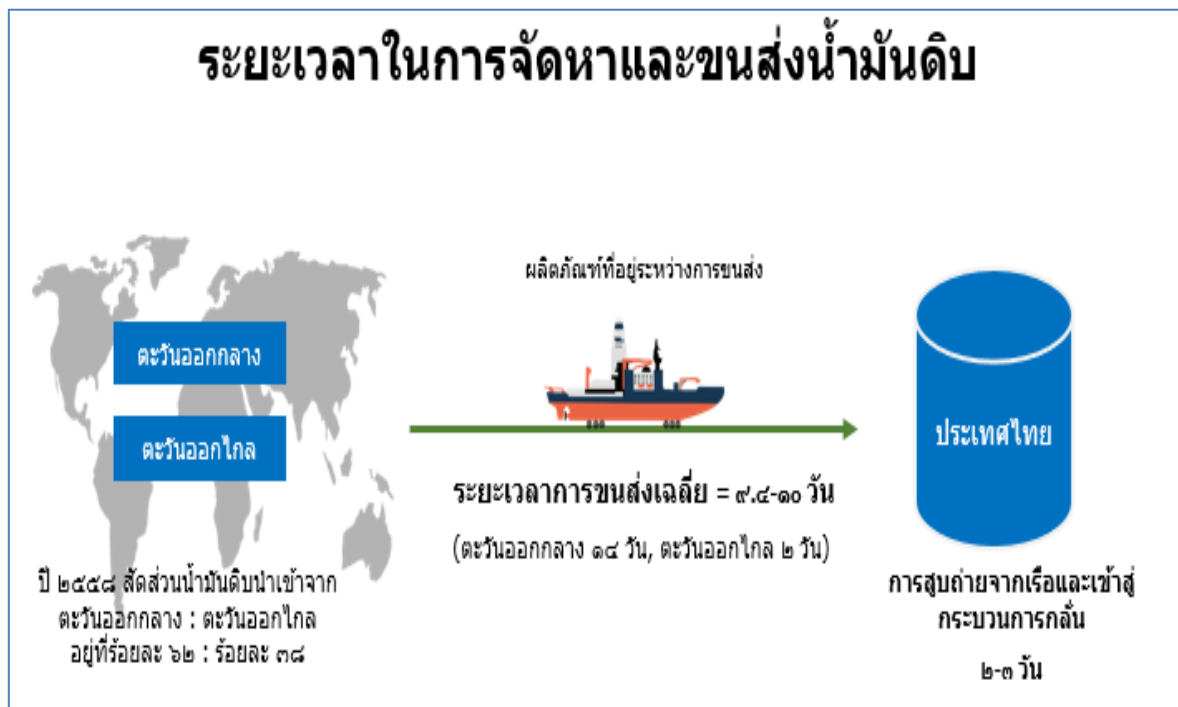 ระยะเวลาในการจัดหาและขนส่งน้ำมันดิบ
ผลิตภัณฑ์ที่อยู่ระหว่างการขนส่ง
ตะวันออกกลาง
ตะวันออกไกล
ประเทศไทย
ระยะเวลาการขนส่งเฉลี่ย = ๙.๔-๑๐ วัน
(ตะวันออกกลาง ๑๔ วัน, ตะวันออกไกล ๒ วัน)
ปี ๒๕๕๘ สัดส่วนน้ำมันดิบนำเข้าจาก
ตะวันออกกลาง : ตะวันออกไกล
อยู่ที่ร้อยละ ๖๒ : ร้อยละ ๓๘
การสูบถ่ายจากเรือและเข้าสู่
กระบวนการกลั่น
๒-๓ วัน